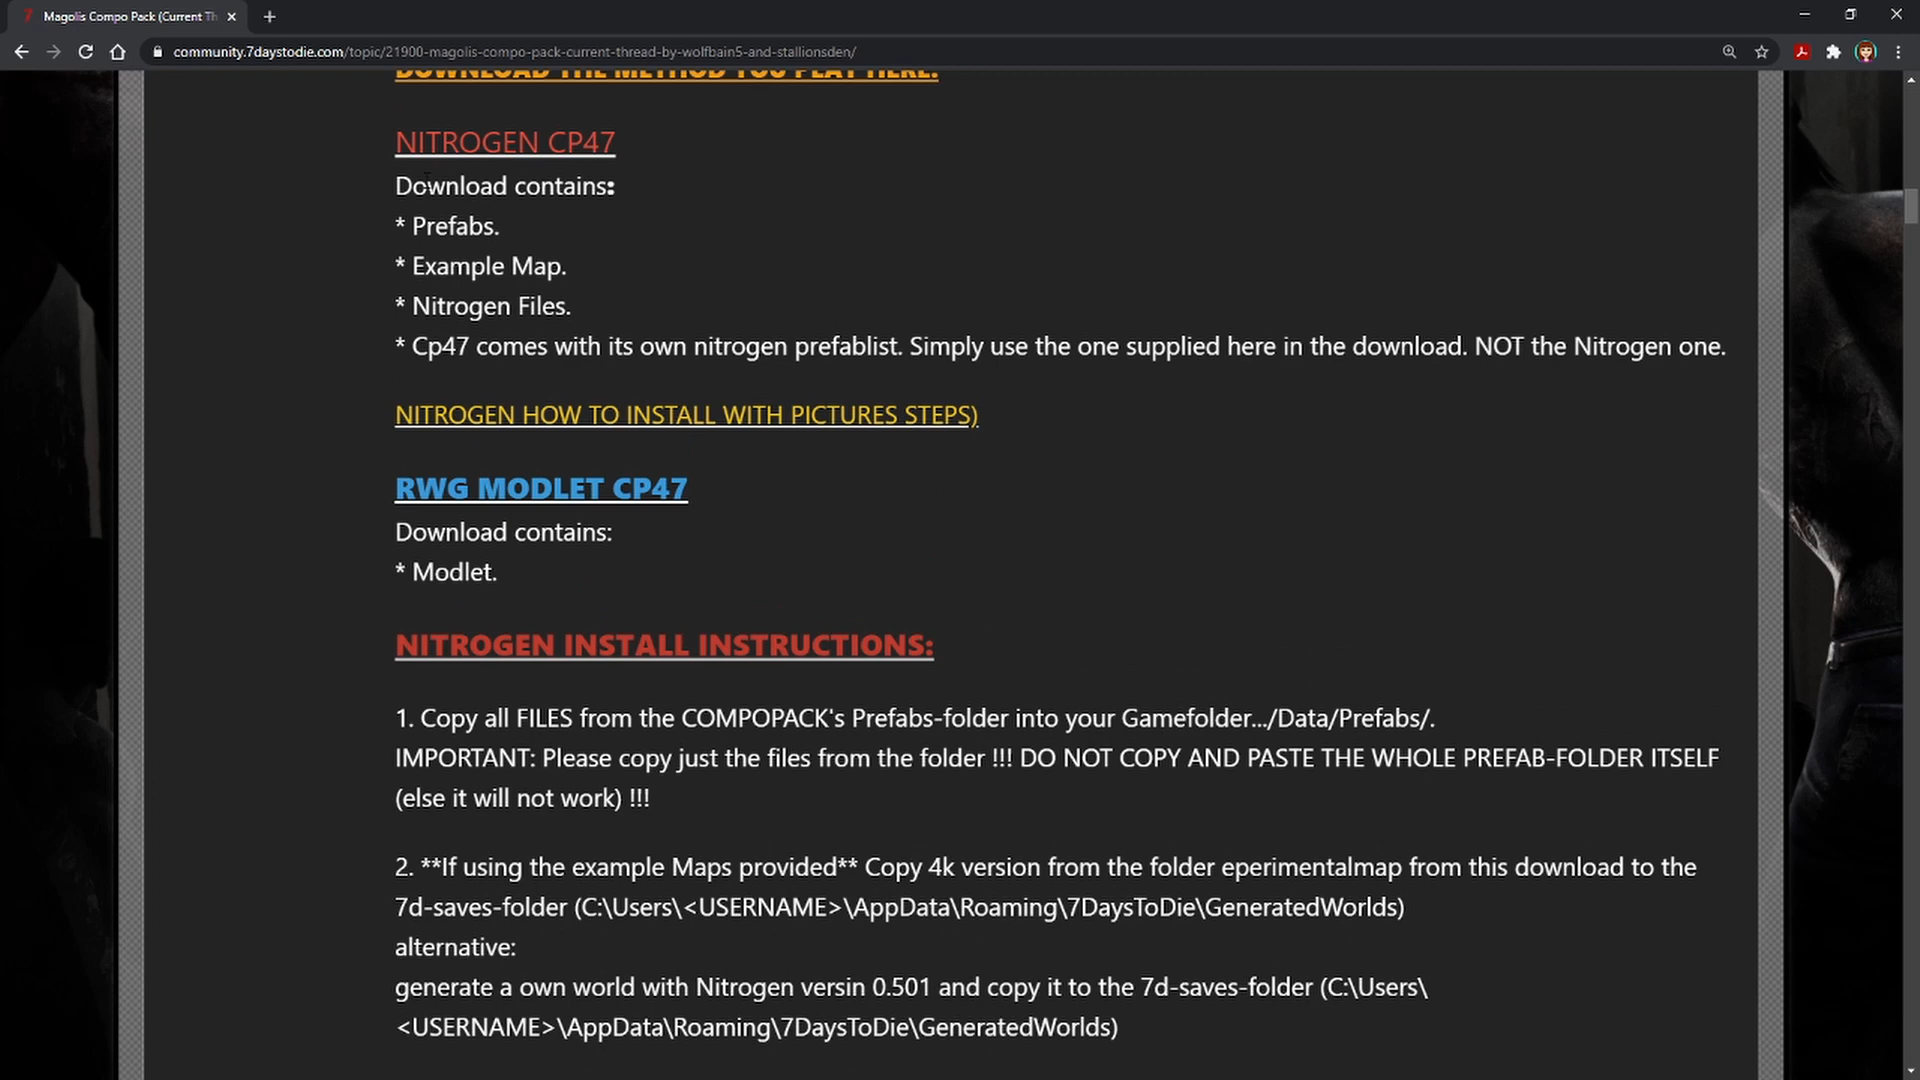 Magolis Compo Pack (Current Th
community.7daystodie.com/topic/21900-magolis-compo-pack-current-thread-by-wolfbain5-and-stallionsden/
DOWNLOAD THE METHOD YOU PLAY HERE:
NITROGEN CP47
Download contains:
* Prefabs.
* Example Map.
* Nitrogen Files.
* Cp47 comes with its own nitrogen prefablist. Simply use the one supplied here in the download. NOT the Nitrogen one.
NITROGEN HOW TO INSTALL WITH PICTURES STEPS)
RWG MODLET CP47
Download contains:
* Modlet.
NITROGEN INSTALL INSTRUCTIONS:
1. Copy all FILES from the COMPOPACK's Prefabs-folder into your Gamefolder.../Data/Prefabs/.
IMPORTANT: Please copy just the files from the folder !!! DO NOT COPY AND PASTE THE WHOLE PREFAB-FOLDER ITSELF
(else it will not work) !!!
2. **If using the example Maps provided** Copy 4k version from the folder eperimentalmap from this download to the
7d-saves-folder (C:\Users\<USERNAME>\AppData\Roaming\7DaysToDie\GeneratedWorlds)
alternative:
generate a own world with Nitrogen versin 0.501 and copy it to the 7d-saves-folder (C:\Users\
<USERNAME>\AppData\Roaming\7DaysToDie\GeneratedWorlds)